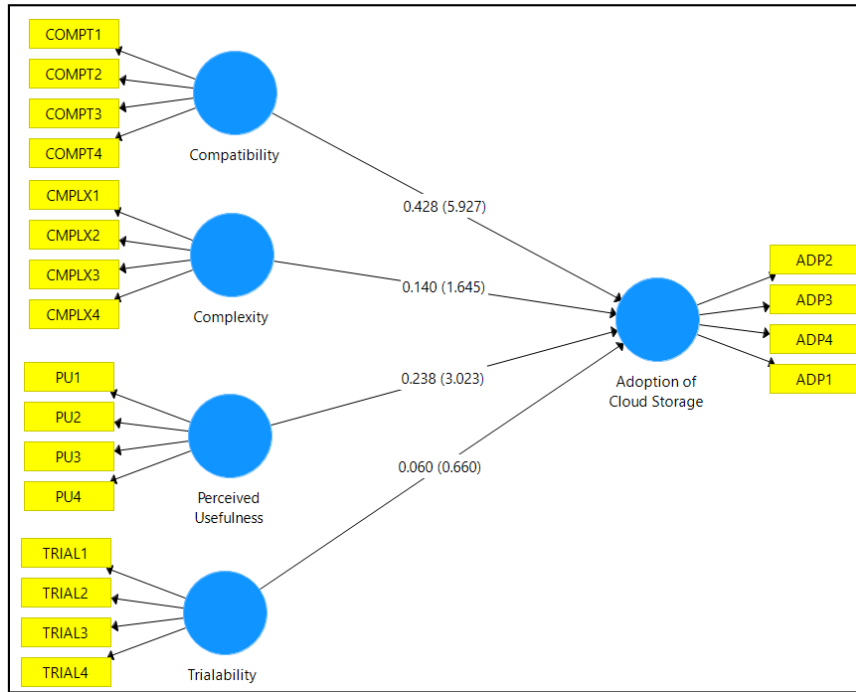 COMPT1
COMPT2
COMPT3
COMPT4
Compatibility
CMPLX1
CMPLX2
CMPLX3
CMPLX4
Complexity
PU1
PU2
PU3
PU4
Perceived
Usefulness
TRIAL1
TRIAL2
TRIAL3
TRIAL4
Trialability
0.428 (5.927)
0.140 (1.645)
0.238 (3.023)
0.060 (0.660)
Adoption of
Cloud Storage
ADP2
ADP3
ADP4
ADP1